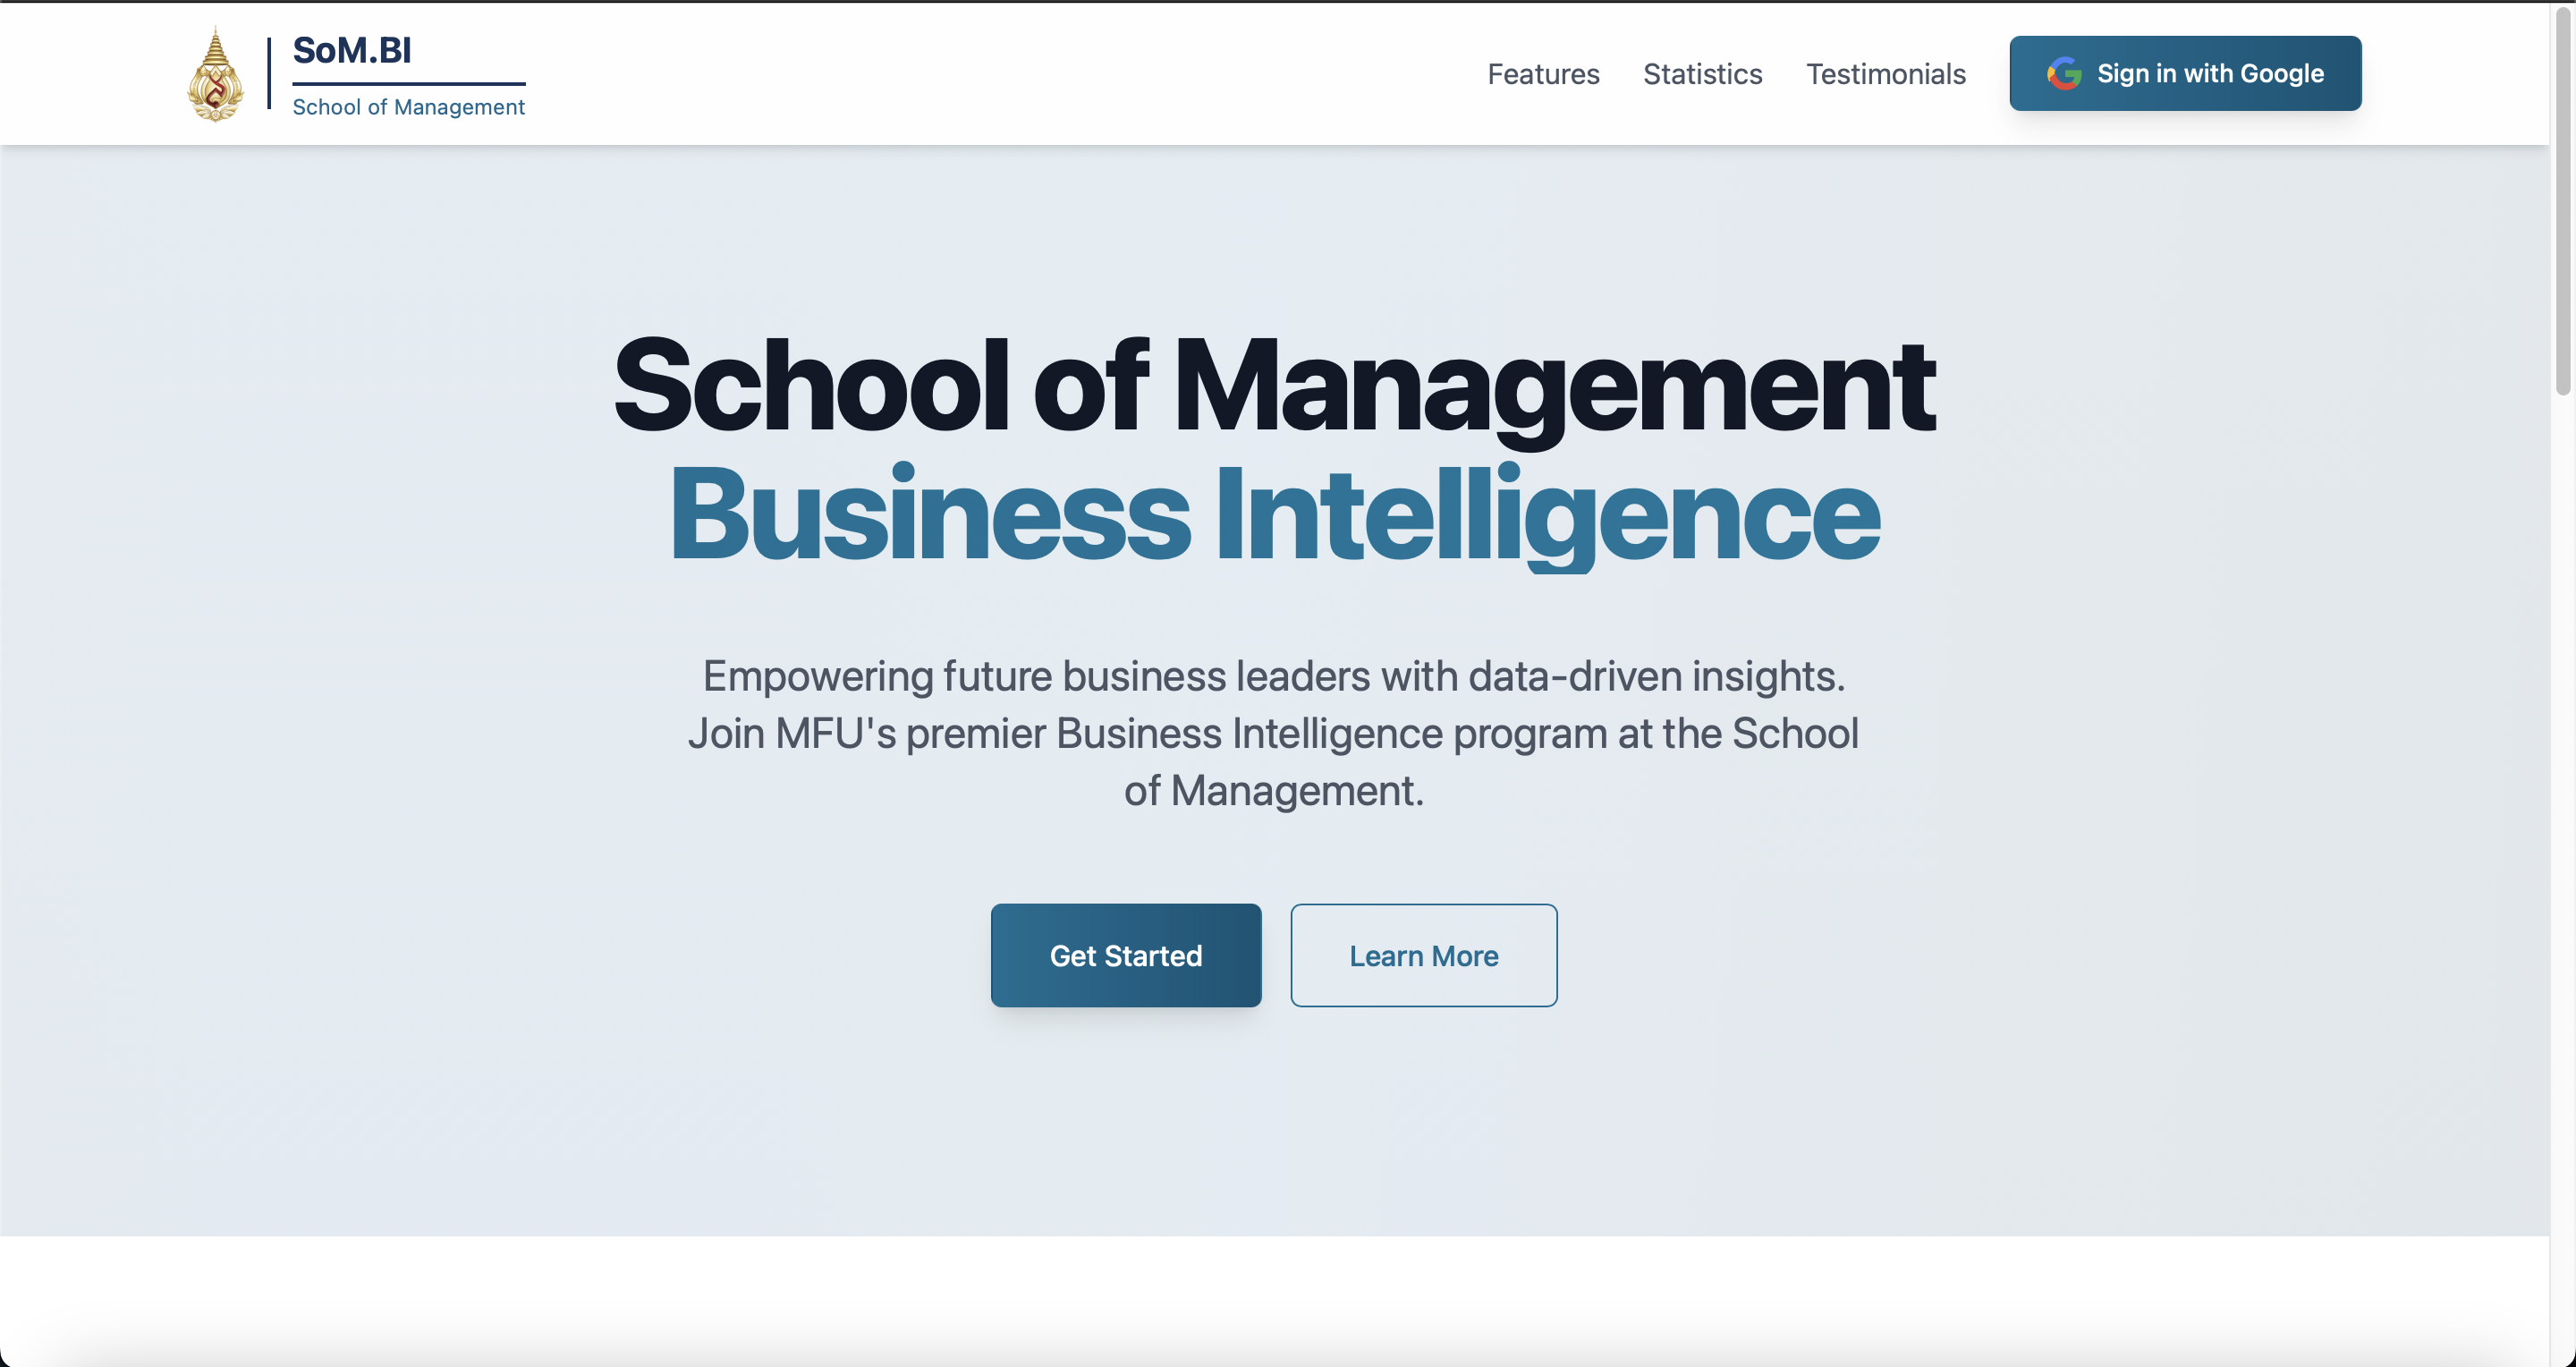 SoM.BI
School of Management
Features
Statistics
Testimonials
Sign in with Google
School of Management
Business Intelligence
Empowering future business leaders with data-driven insights.
Join MFU's premier Business Intelligence program at the School
of Management.
Get Started
Learn More